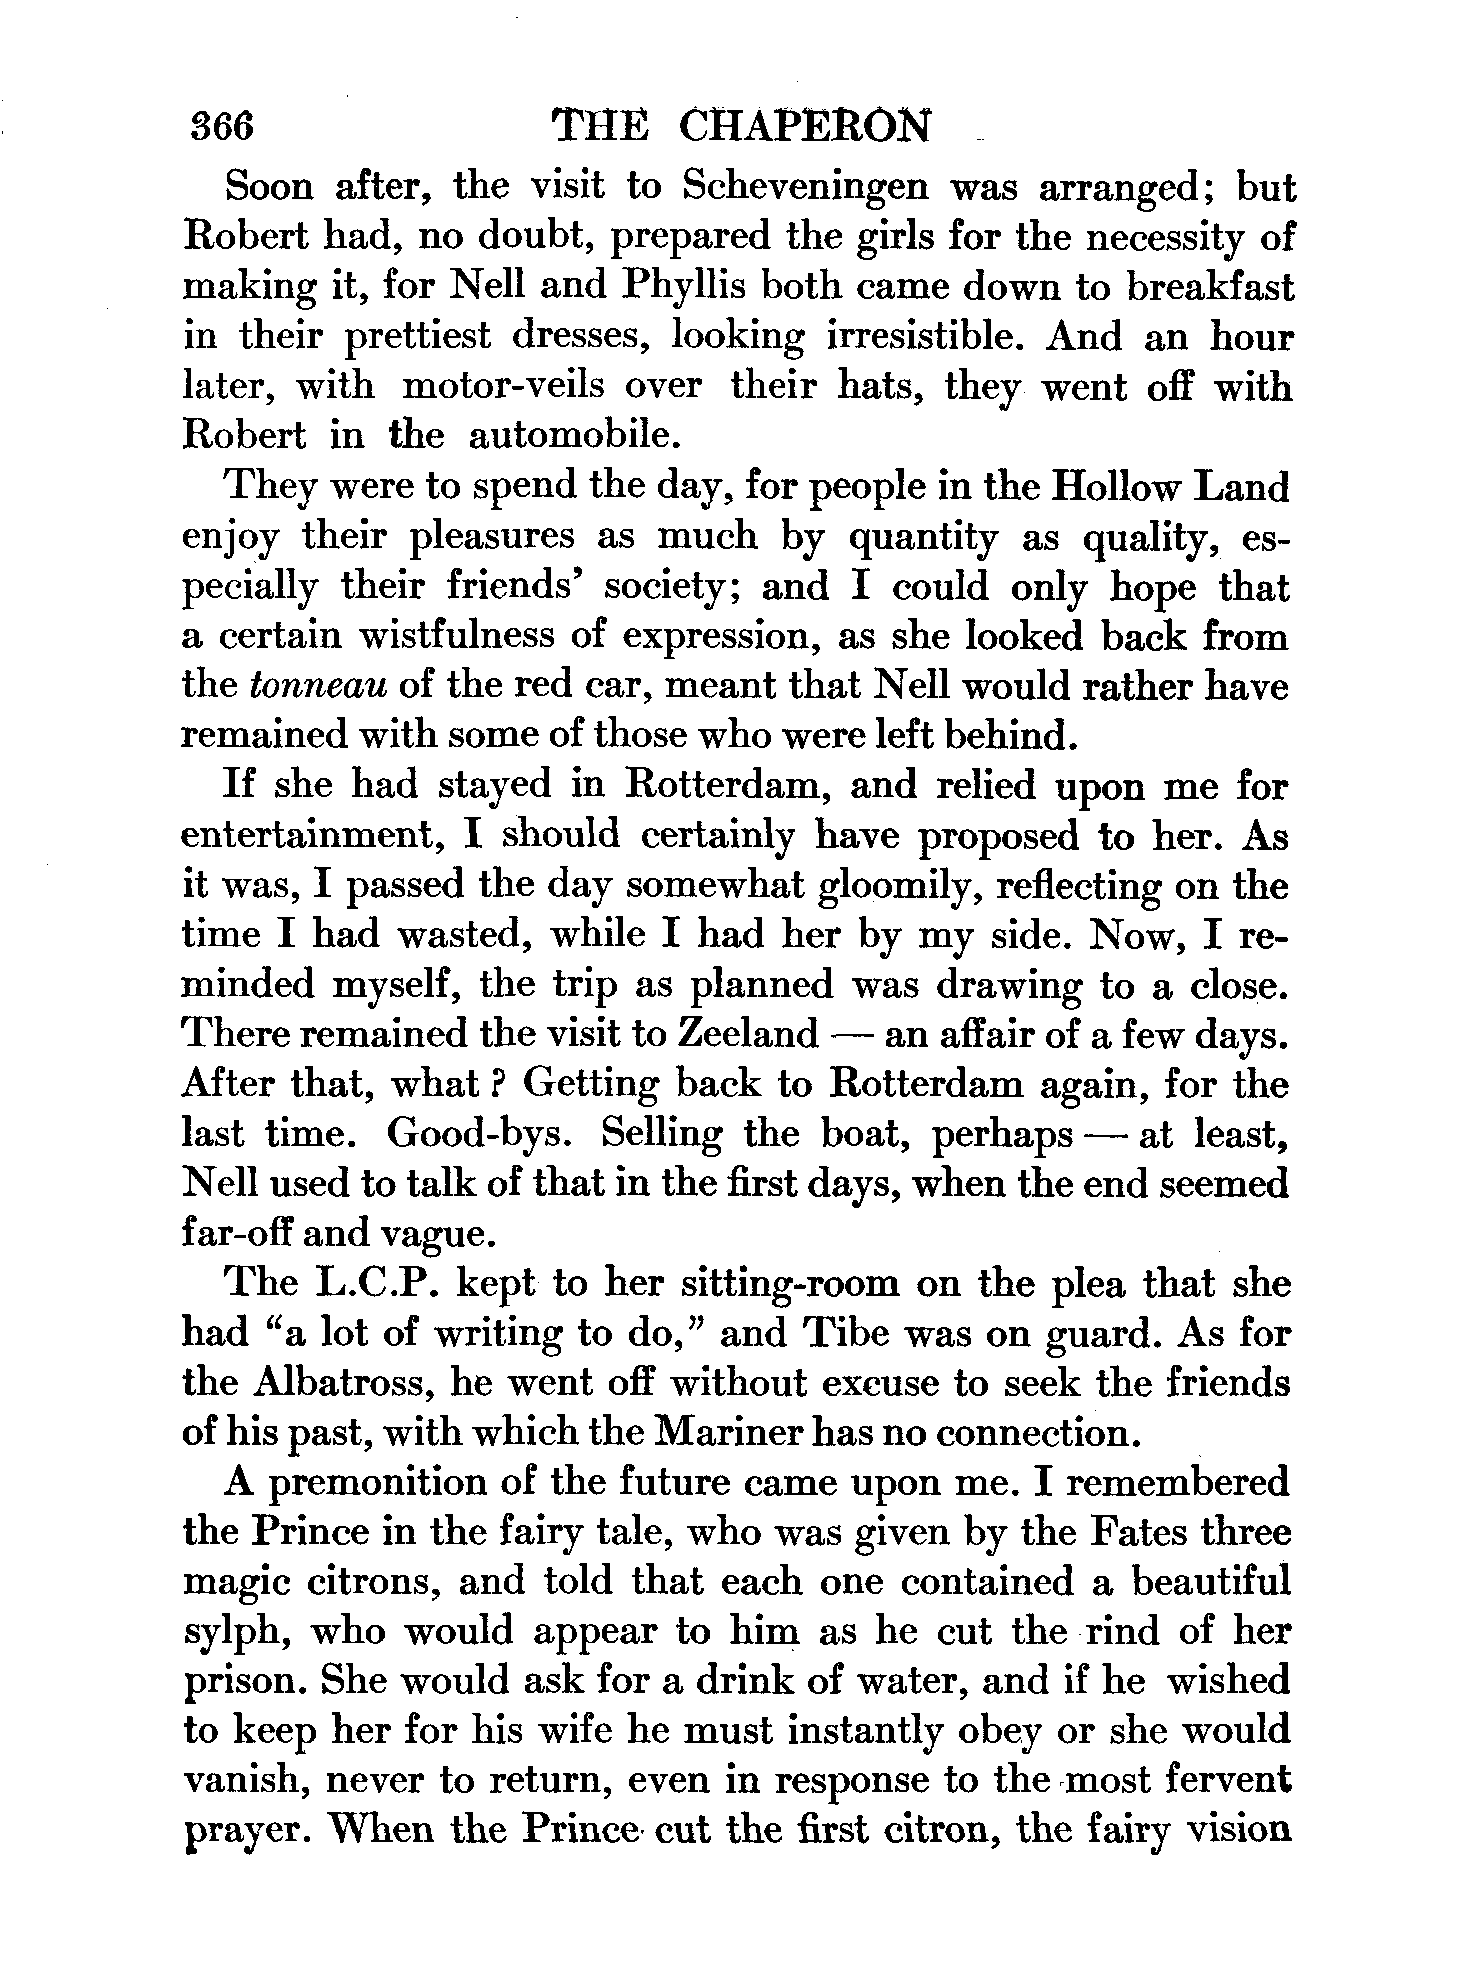 366 THE CHAPERON
Soon after, the visit to Scheveningen was arranged; but
Robert had, no doubt, prepared the girls for the necessity of
making it, for Nell and Phyllis both came down to breakfast
in their prettiest dresses, looking irresistible. And an hour
later, with motor-veils over their hats, they went off with
Robert in the automobile.
They were to spend the day, for people in the Hollow Land
enjoy their pleasures as much by quantity as quality, es-
pecially their friends' society; and I could only hope that
a certain wistfulness of expression, as she looked back from
the tonneau of the red car, meant that Nell would rather have
remained with some of those who were left behind.
If she had stayed in Rotterdam, and relied upon me for
entertainment, I should certainly have proposed to her. As
it was, I passed the day somewhat gloomily, reflecting on the
time I had wasted, while I had her by my side. Now, I re-
minded myself, the trip as planned was drawing to a close.
There remained the visit to Zeeland — an affair of a few days.
After that, what? Getting back to Rotterdam again, for the
last time. Good-bys. Selling the boat, perhaps — at least,
Nell used to talk of that in the first days, when the end seemed
far-off and vague.
The L.C.P. kept to her sitting-room on the plea that she
had "a lot of writing to do," and Tibe was on guard. As for
the Albatross, he went off without excuse to seek the friends
of his past, with which the Mariner has no connection.
A premonition of the future came upon me. I remembered
the Prince in the fairy tale, who was given by the Fates three
magic citrons, and told that each one contained a beautiful
sylph, who would appear to him as he cut the rind of her
prison. She would ask for a drink of water, and if he wished
to keep her for his wife he must instantly obey or she would
vanish, never to return, even in response to the most fervent
prayer. When the Prince cut the first citron, the fairy vision